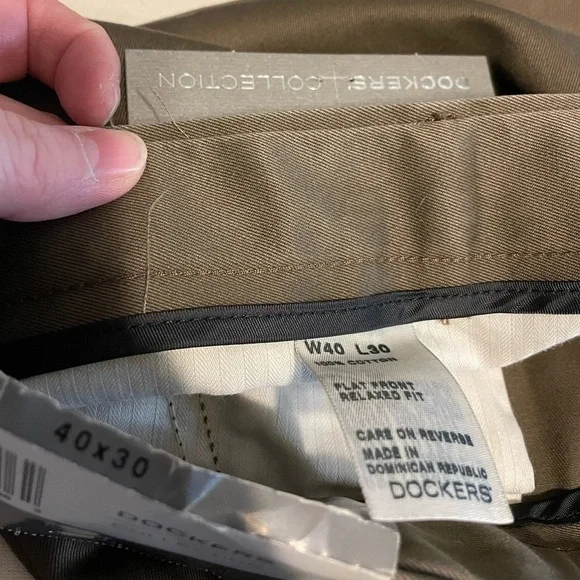 DOCKERS' COLLECTION
W40 L30
100% COTTON
FLAT FRONT
RELAXED FIT
CARE ON REVERSE
MADE IN
DOMINICAN REPUBLIC
DOCKERS'
40x30
DOCKERS